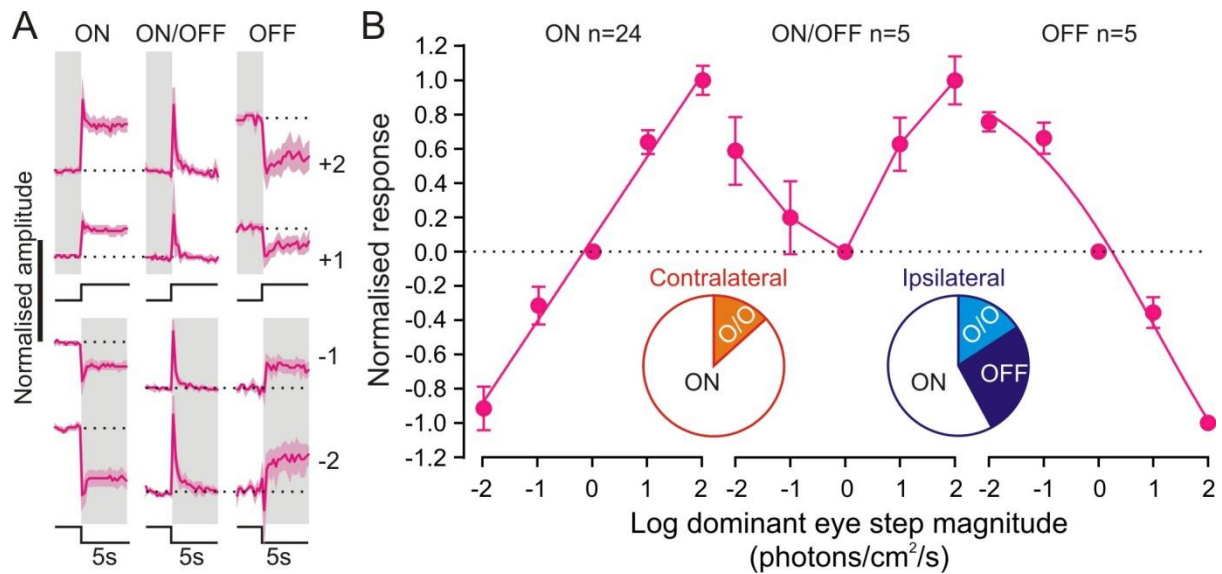 A
ON ON/OFF OFF
Normalised amplitude
+2
+1
-1
-2
5s 5s 5s
B
ON n=24 ON/OFF n=5 OFF n=5
Normalised response
1.2
1.0
0.8
0.6
0.4
0.2
0.0
-0.2
-0.4
-0.6
-0.8
-1.0
-1.2
Contralateral
O/O
ON
Ipsilateral
O/O
ON
OFF
-2 -1 0 1 2 -2 -1 0 1 2 -2 -1 0 1 2
Log dominant eye step magnitude
(photons/cm²/s)